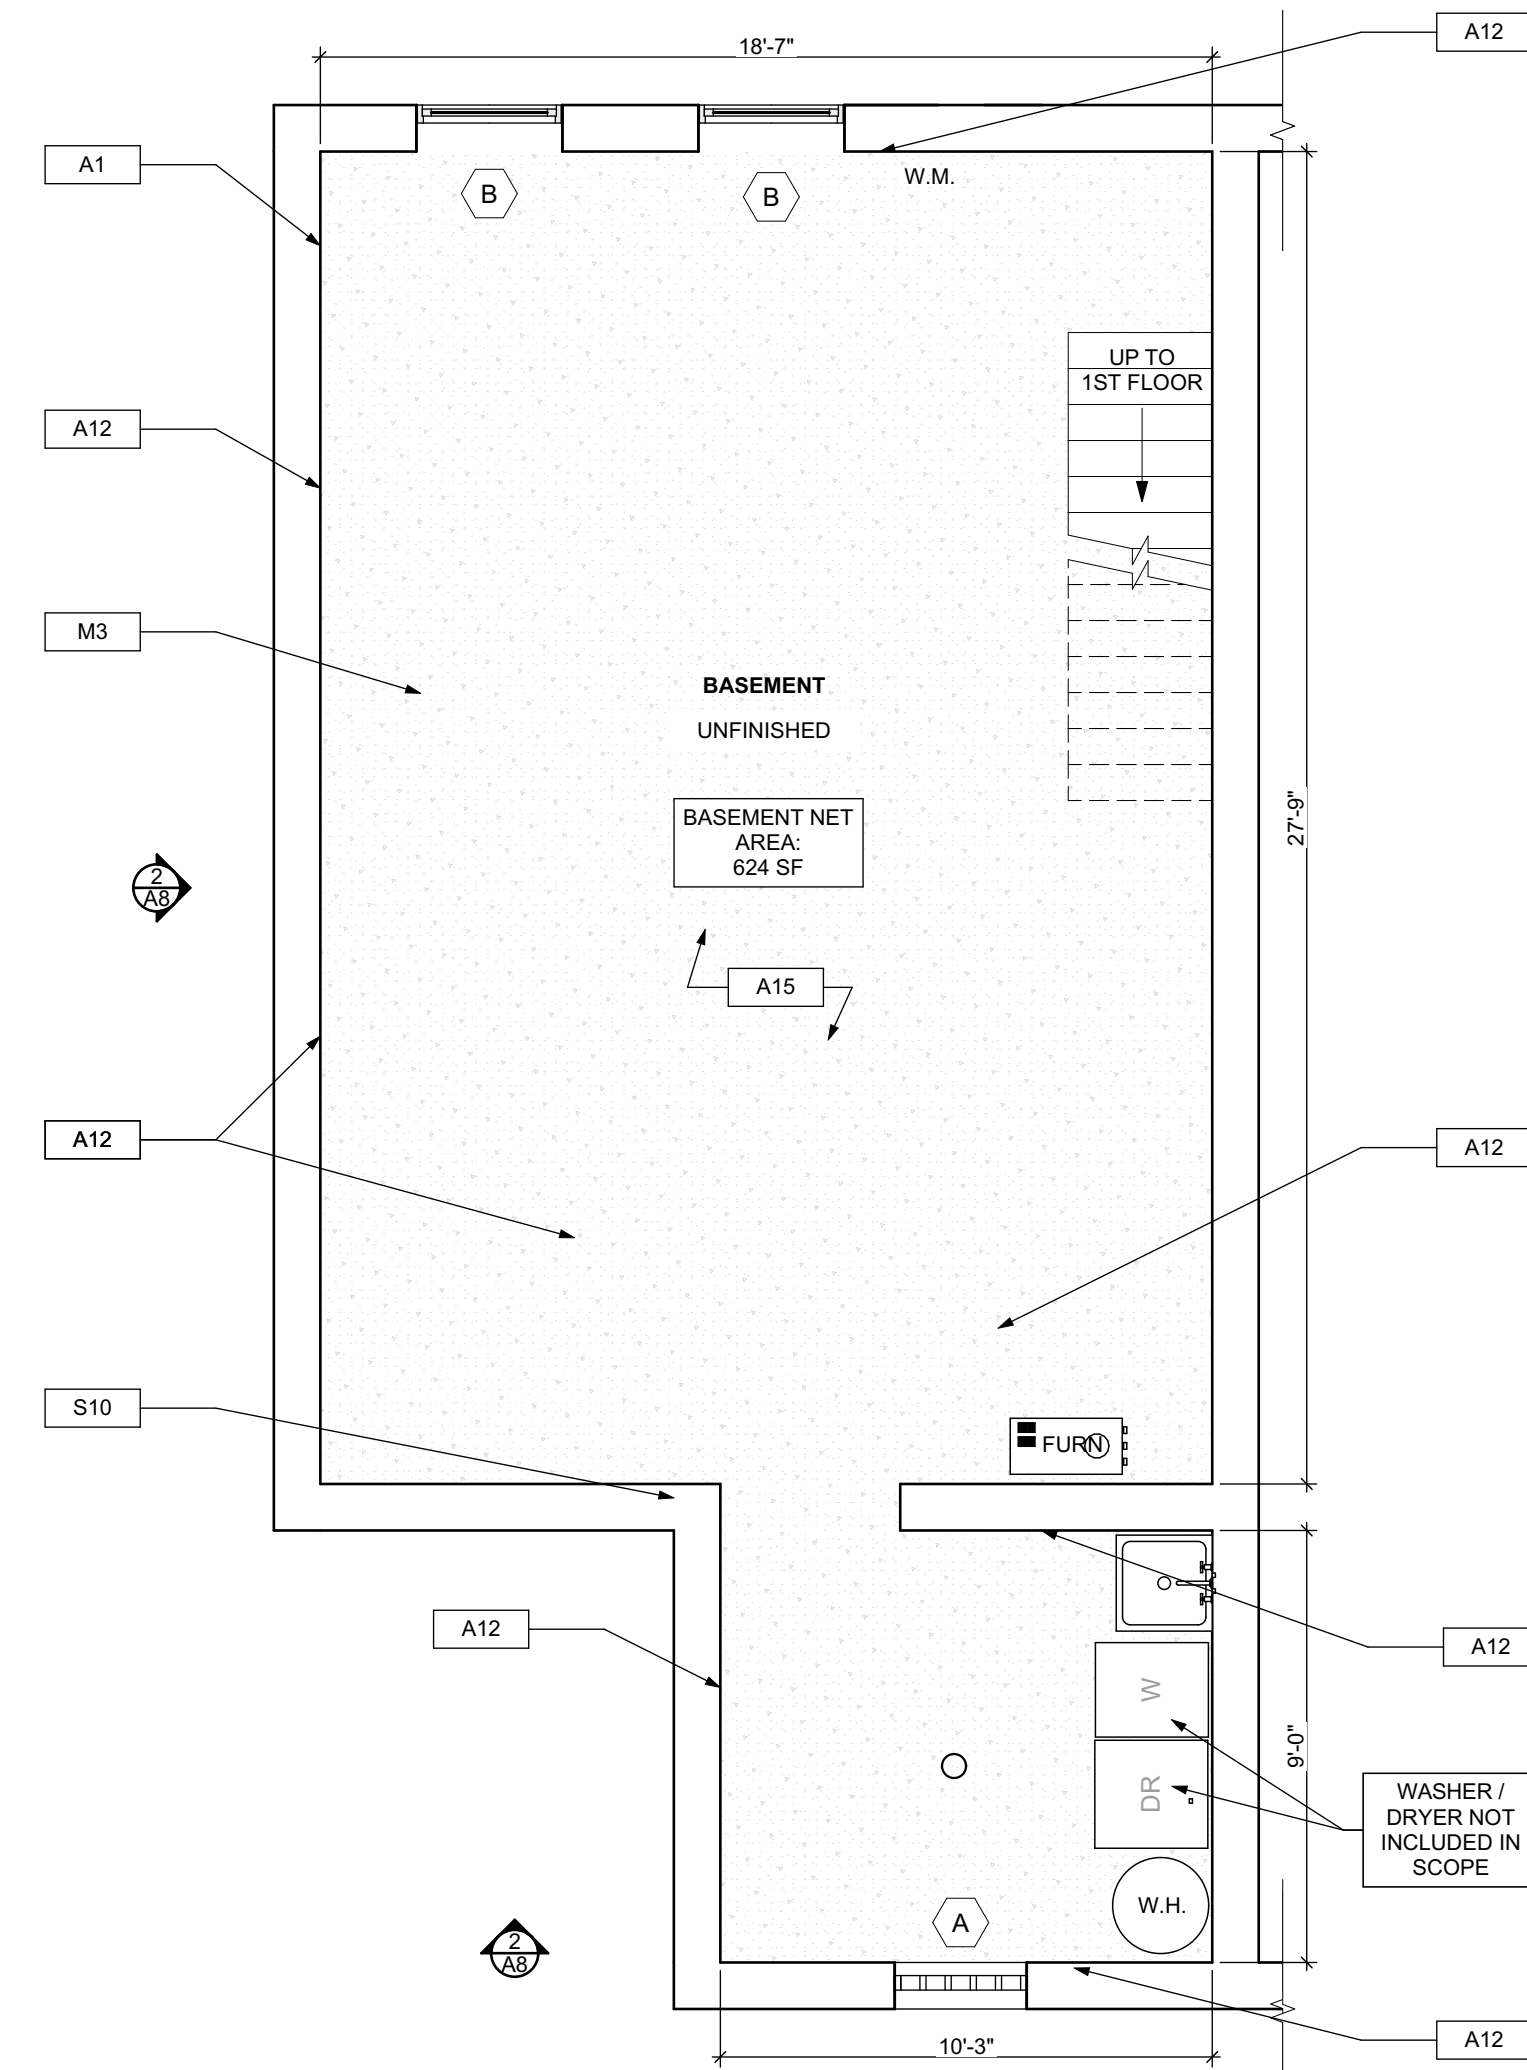 18'-7"
A12
A1
B
B
W.M.
UP TO
1ST FLOOR
A12
M3
BASEMENT
UNFINISHED
BASEMENT NET
AREA:
624 SF
27'-9"
2
A8
A15
A12
A12
S10
FURN
A12
A12
W
9'-0"
DR
WASHER /
DRYER NOT
INCLUDED IN
SCOPE
W.H.
A
2
A8
A12
10'-3"